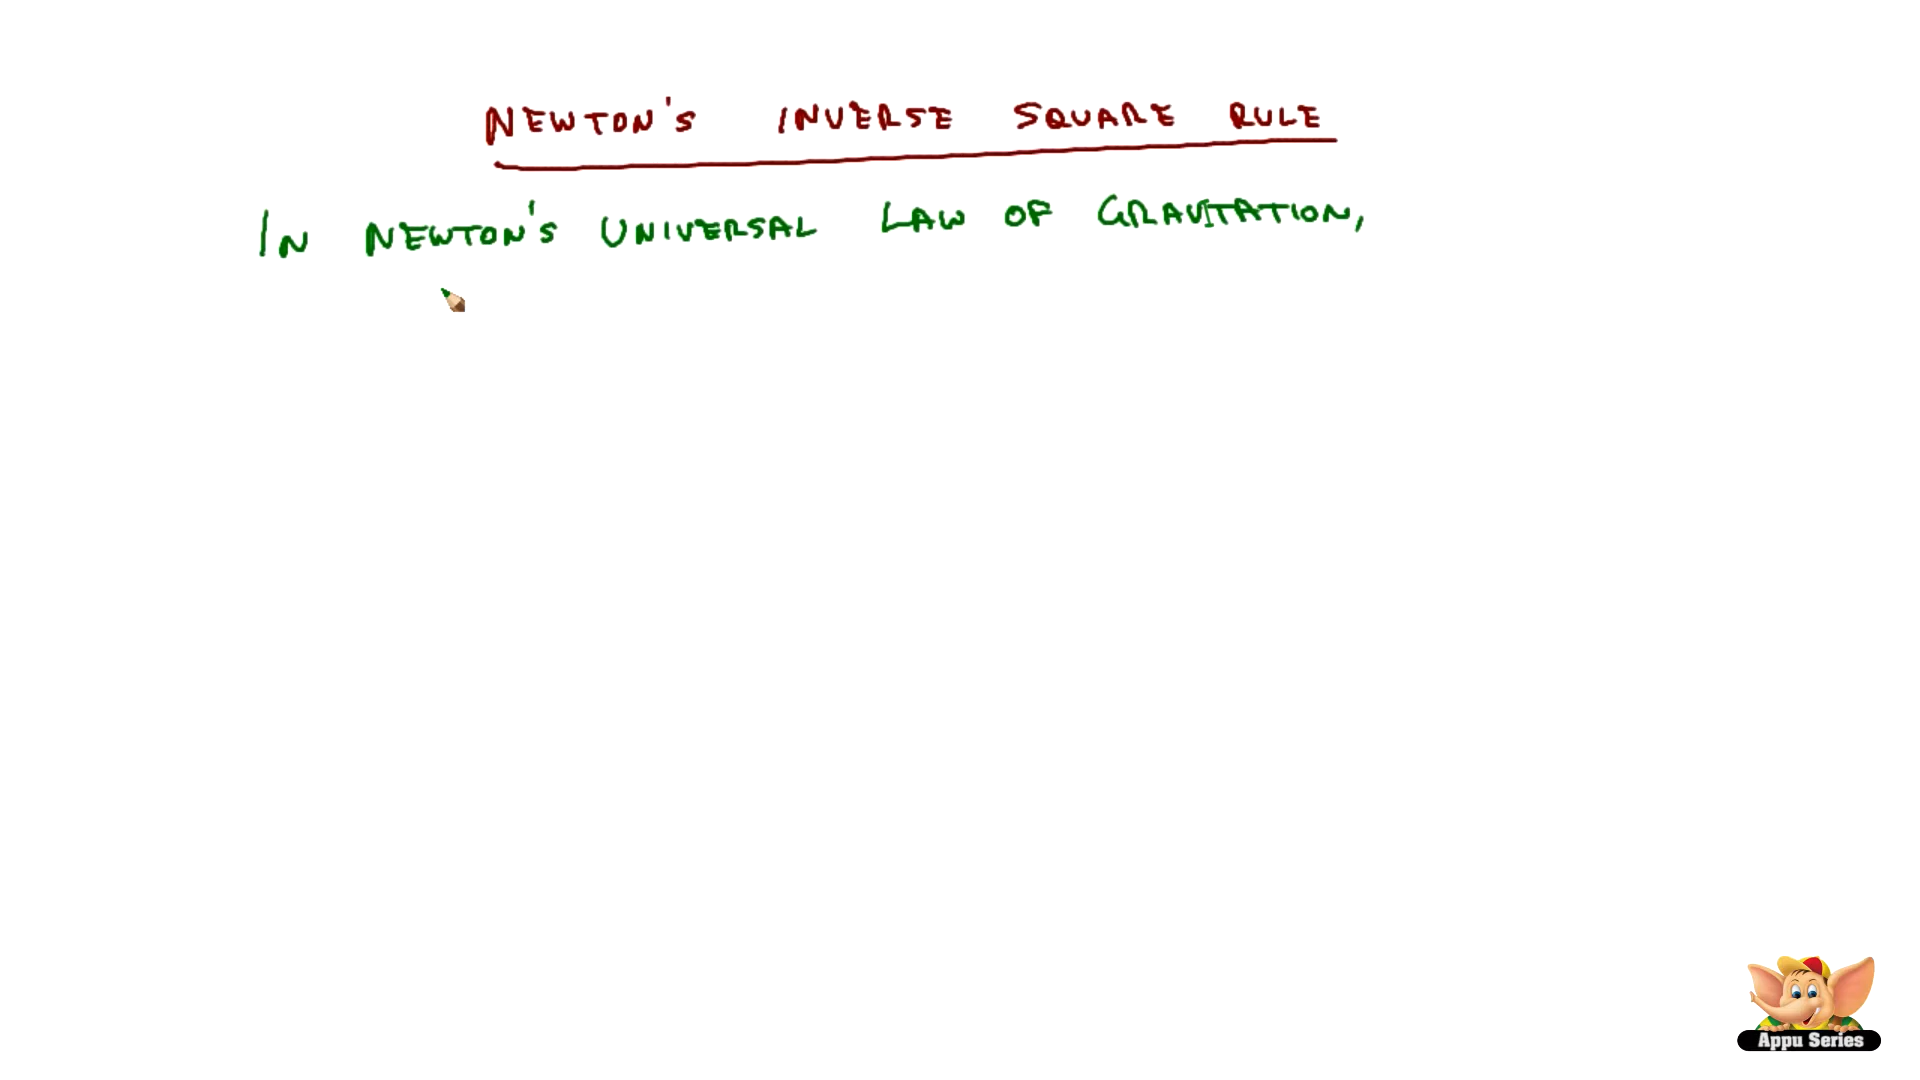 NEWTON'S INVERSE SQUARE RULE
IN NEWTON'S UNIVERSAL LAW OF GRAVITATION,
Appu Series